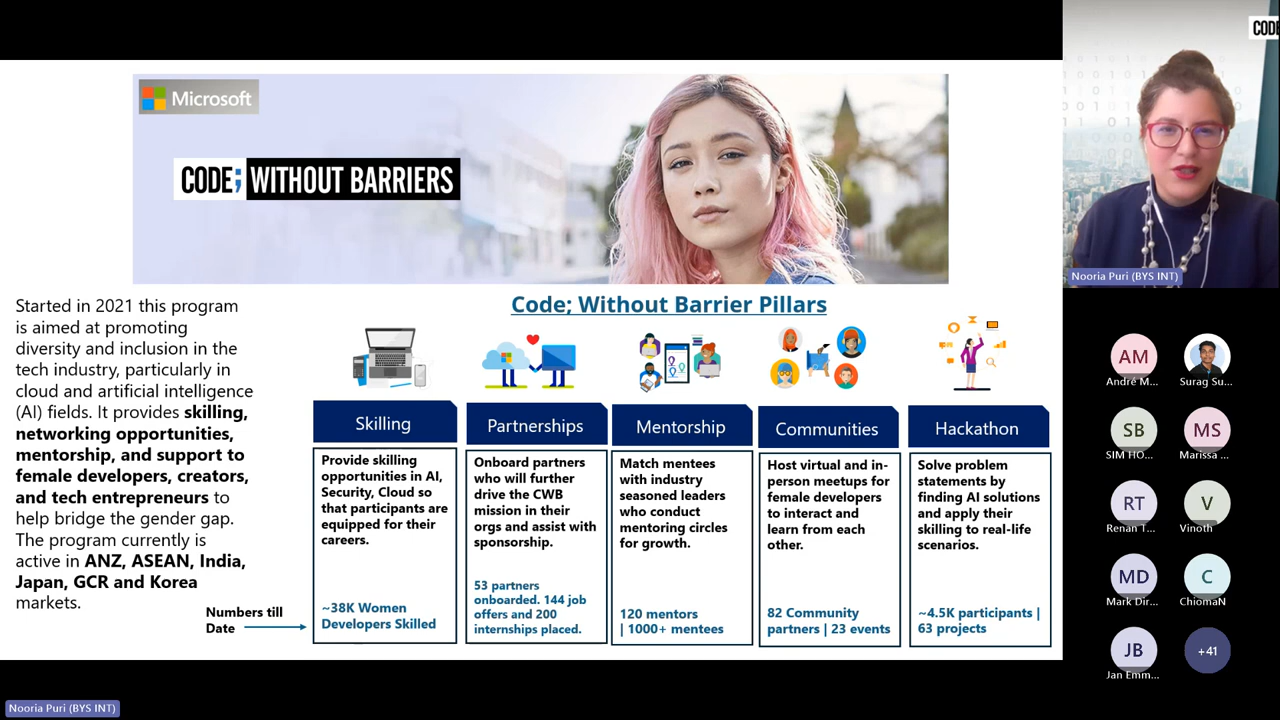 Microsoft
CODE; WITHOUT BARRIERS
Started in 2021 this program
is aimed at promoting
diversity and inclusion in the
tech industry, particularly in
cloud and artificial intelligence
(AI) fields. It provides skilling,
networking opportunities,
mentorship, and support to
female developers, creators,
and tech entrepreneurs to
help bridge the gender gap.
The program currently is
active in ANZ, ASEAN, India,
Japan, GCR and Korea
markets.
Numbers till
Date
Code; Without Barrier Pillars
Skilling
Provide skilling
opportunities in AI,
Security, Cloud so
that participants are
equipped for their
careers.
~38K Women
Developers Skilled
Partnerships
Onboard partners
who will further
drive the CWB
mission in their
orgs and assist with
sponsorship.
53 partners
onboarded. 144 job
offers and 200
internships placed.
Mentorship
Match mentees
with industry
seasoned leaders
who conduct
mentoring circles
for growth.
120 mentors
| 1000+ mentees
Communities
Host virtual and in-
person meetups for
female developers
to interact and
learn from each
other.
82 Community
partners | 23 events
Hackathon
Solve problem
statements by
finding AI solutions
and apply their
skilling to real-life
scenarios.
~4.5K participants |
63 projects
CODE
Nooria Puri (BYS INT)
AM
André M...
Surag Su...
SB
SIM HO...
MS
Marissa ...
RT
Renan T...
V
Vinoth
MD
Mark Dir...
C
ChiomaN
JB
Jan Emm...
+41
Nooria Puri (BYS INT)